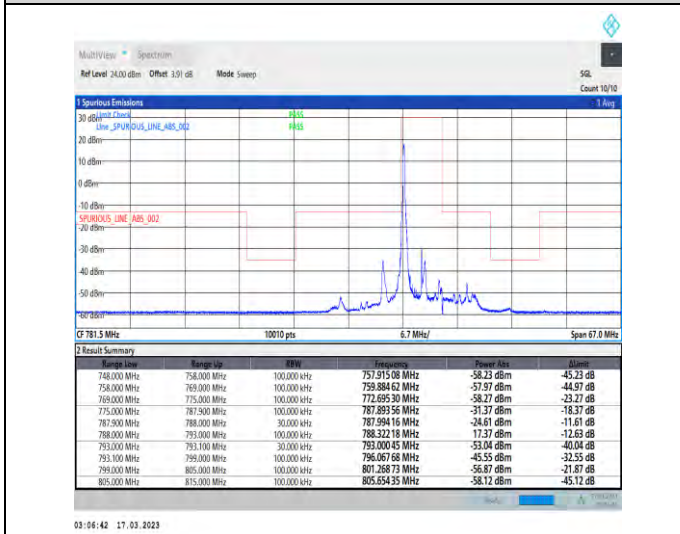 MultiView Spectrum
Ref Level 24.00 dBm Offset 3.91 dB Mode Sweep SGL
Count 10/10
1 Spurious Emissions 1 Avg
30 dBm Limit Check PASS
Line _SPURIOUS_LINE_ABS_002 PASS
20 dBm
10 dBm
0 dBm
-10 dBm
SPURIOUS_LINE_ABS_002
-20 dBm
-30 dBm
-40 dBm
-50 dBm
-60 dBm
CF 781.5 MHz 10010 pts 6.7 MHz/ Span 67.0 MHz
2 Result Summary
Range Low Range Up RBW Frequency Power Abs ΔLimit
748.000 MHz 758.000 MHz 100.000 kHz 757.915 08 MHz -58.23 dBm -45.23 dB
758.000 MHz 769.000 MHz 100.000 kHz 759.884 62 MHz -57.97 dBm -44.97 dB
769.000 MHz 775.000 MHz 100.000 kHz 772.695 30 MHz -58.27 dBm -23.27 dB
775.000 MHz 787.900 MHz 100.000 kHz 787.893 56 MHz -31.37 dBm -18.37 dB
787.900 MHz 788.000 MHz 30.000 kHz 787.994 16 MHz -24.61 dBm -11.61 dB
788.000 MHz 793.000 MHz 100.000 kHz 788.322 18 MHz 17.37 dBm -12.63 dB
793.000 MHz 793.100 MHz 30.000 kHz 793.000 45 MHz -53.04 dBm -40.04 dB
793.100 MHz 799.000 MHz 100.000 kHz 796.067 68 MHz -45.55 dBm -32.55 dB
799.000 MHz 805.000 MHz 100.000 kHz 801.268 73 MHz -56.87 dBm -21.87 dB
805.000 MHz 815.000 MHz 100.000 kHz 805.654 35 MHz -58.12 dBm -45.12 dB
03:06:42 17.03.2023